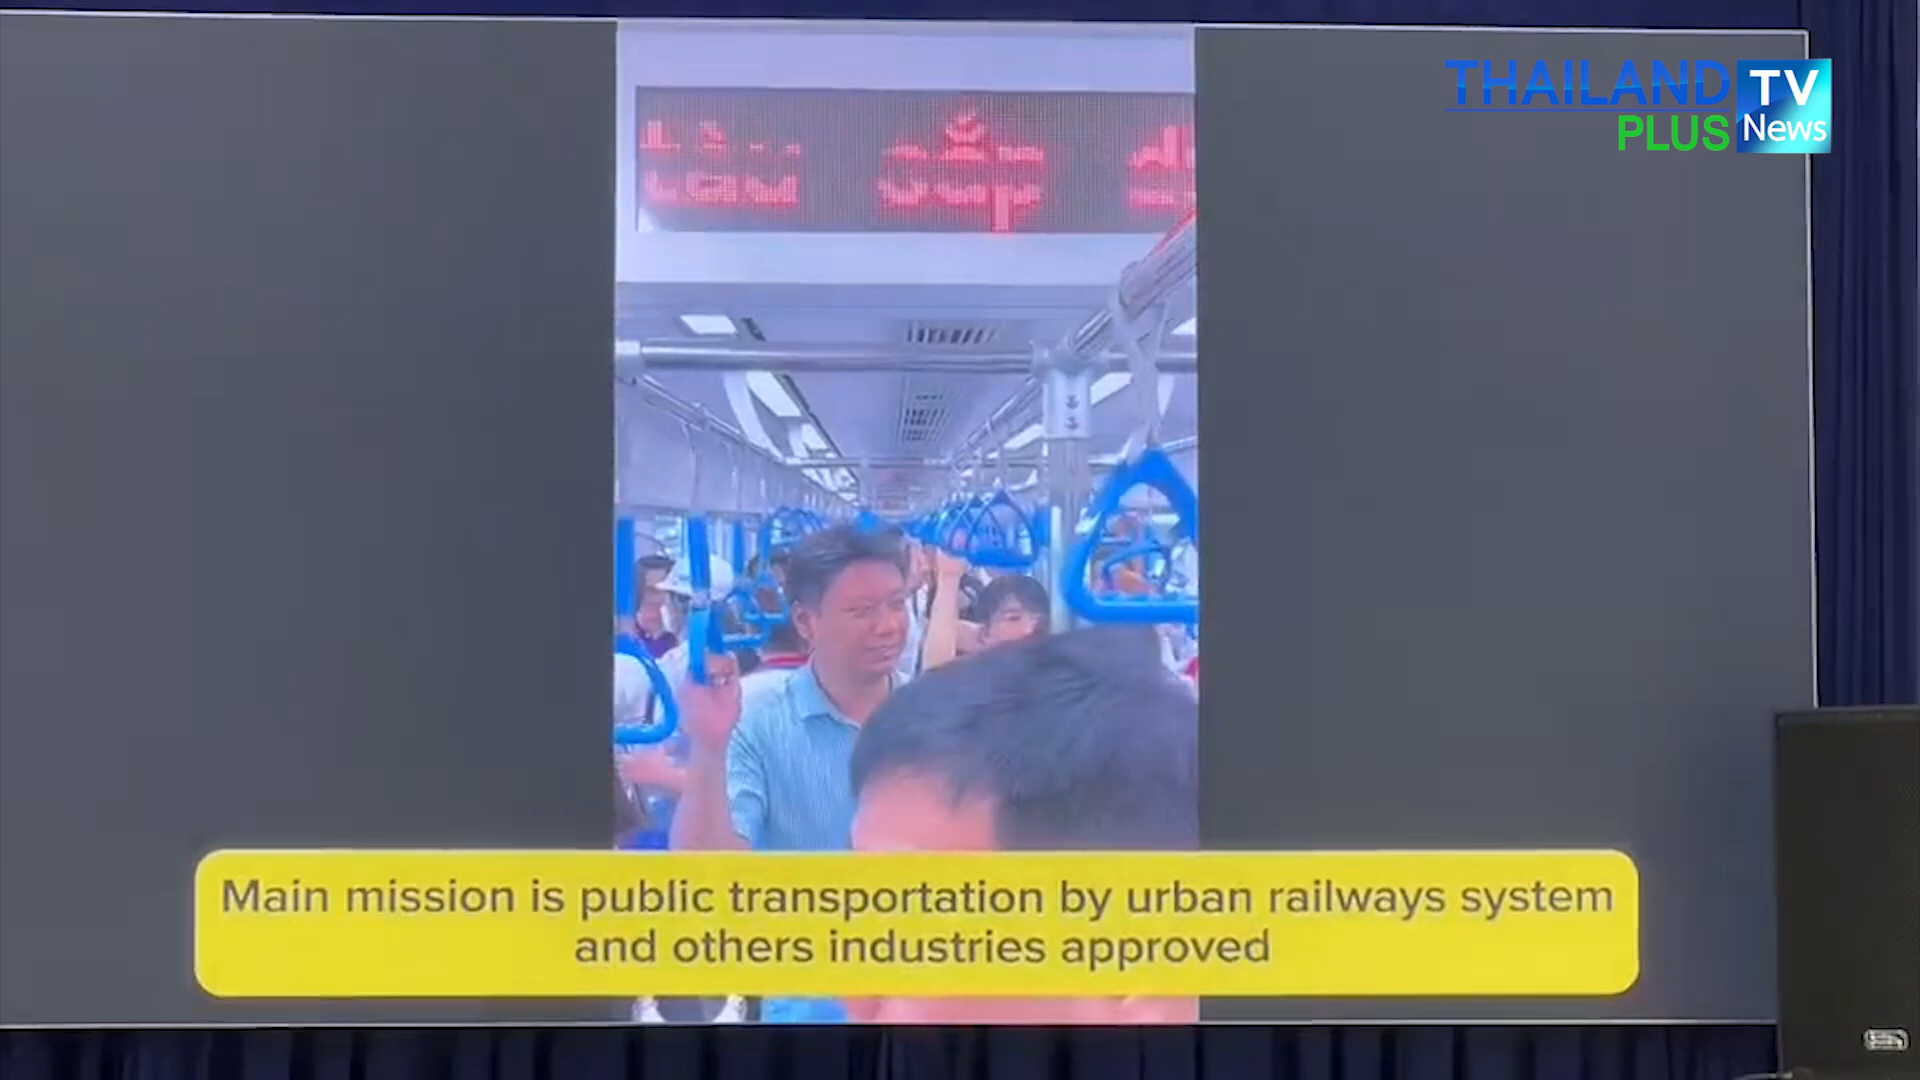 THAILAND
PLUS
TV
News
Main mission is public transportation by urban railways system
and others industries approved